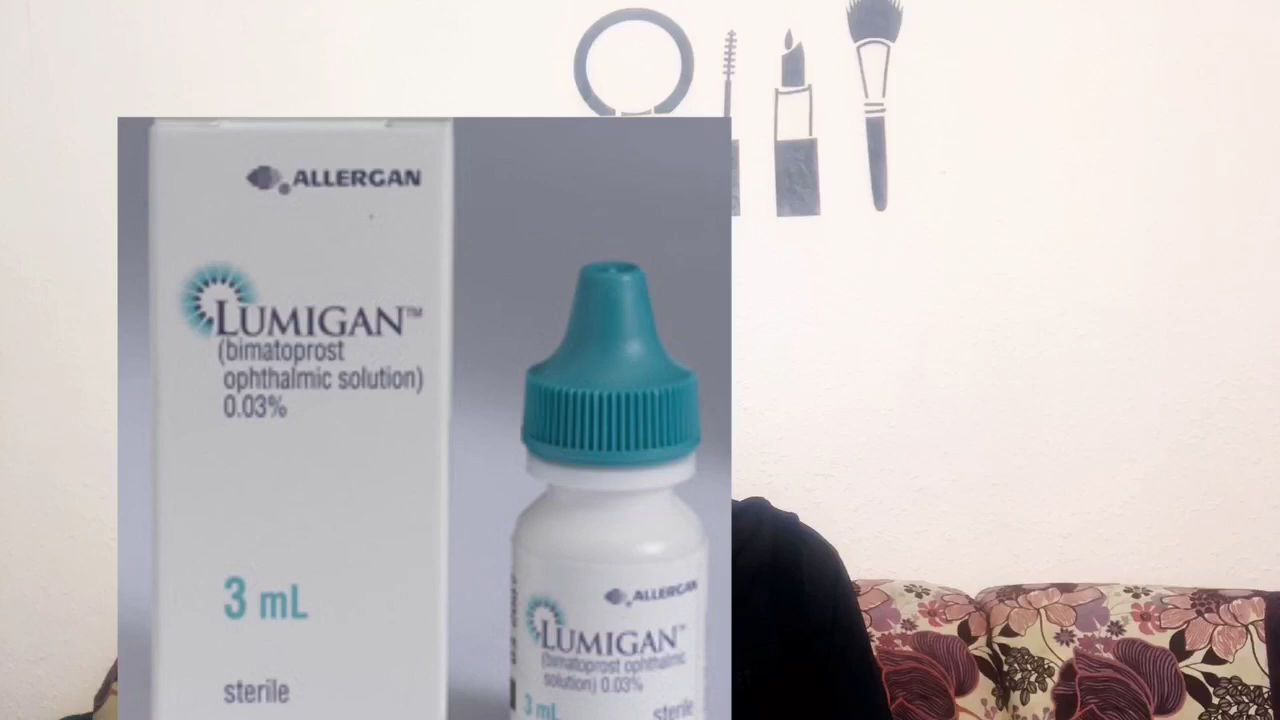 ALLERGAN
LUMIGAN™
(bimatoprost
ophthalmic solution)
0.03%
3 mL
sterile
ALLERGAN
LUMIGAN™
(bimatoprost ophthalmic
solution) 0.03%
3 mL
sterile